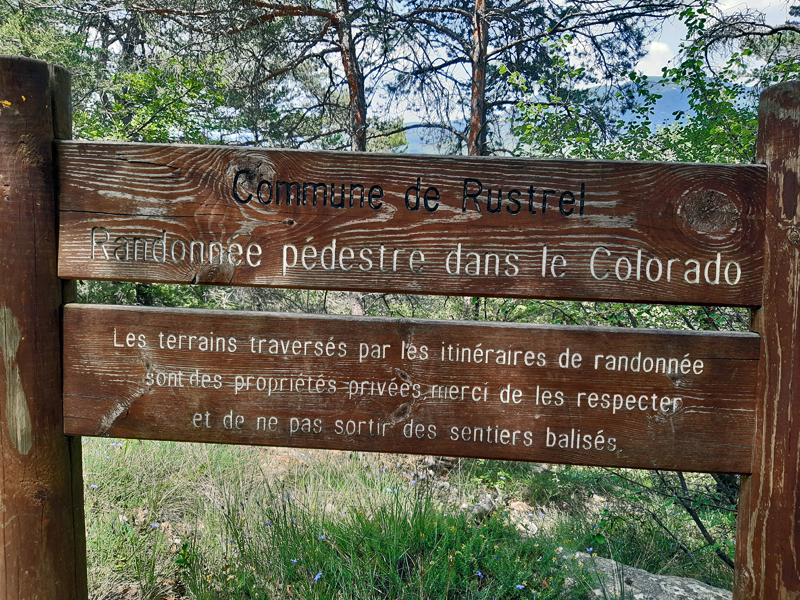 Commune de Rustrel
Randonnée pédestre dans le Colorado
Les terrains traversés par les itinéraires de randonnée
sont des propriétés privées, merci de les respecter
et de ne pas sortir des sentiers balisés.